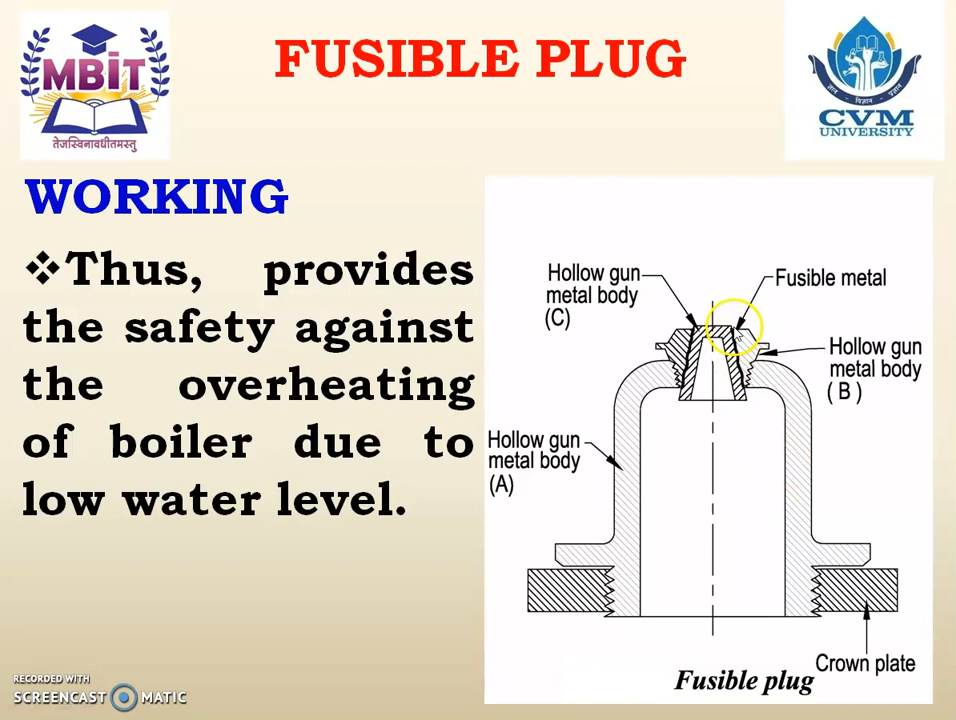 FUSIBLE PLUG
MBIT
तेजस्विनावधीतमस्तु
ज्ञान - विज्ञान - प्रज्ञान
CVM
UNIVERSITY
WORKING
❖Thus, provides
the safety against
the overheating
of boiler due to
low water level.
Hollow gun
metal body
(C)
Fusible metal
Hollow gun
metal body
( B )
Hollow gun
metal body
(A)
Crown plate
Fusible plug
RECORDED WITH
SCREENCAST MATIC